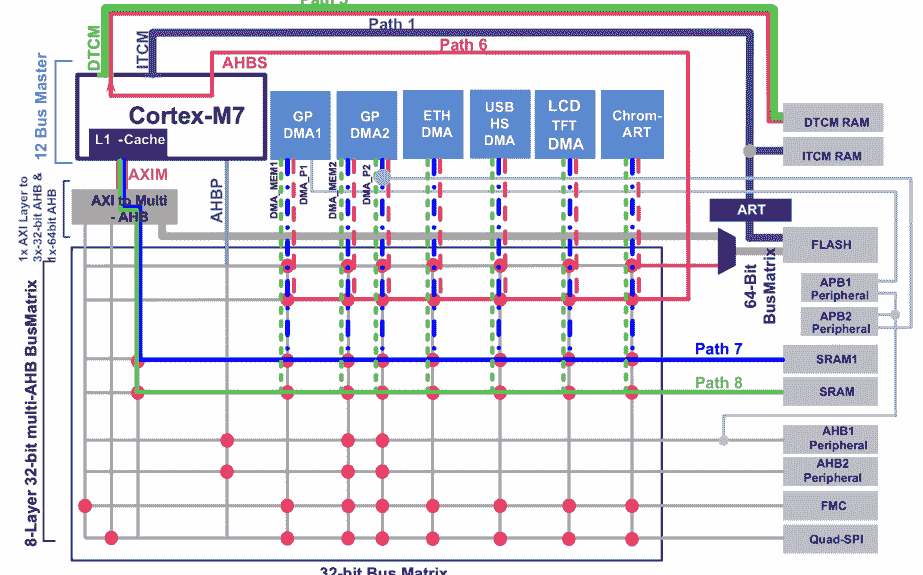 Path 5
Path 1
Path 6
DTCM
ITCM
AHBS
12 Bus Master
Cortex-M7
L1 -Cache
GP
DMA1
GP
DMA2
ETH
DMA
USB
HS
DMA
LCD
TFT
DMA
Chrom-
ART
DTCM RAM
ITCM RAM
AXIM
AHBP
DMA_MEM1
DMA_P1
DMA_MEM2
DMA_P2
1x AXI Layer to
3x-32-bit AHB &
1x-64bit AHB
AXI to Multi
- AHB
ART
FLASH
64-Bit
BusMatrix
APB1
Peripheral
APB2
Peripheral
8-Layer 32-bit multi-AHB BusMatrix
Path 7
SRAM1
Path 8
SRAM
AHB1
Peripheral
AHB2
Peripheral
FMC
Quad-SPI
32-bit Bus Matrix